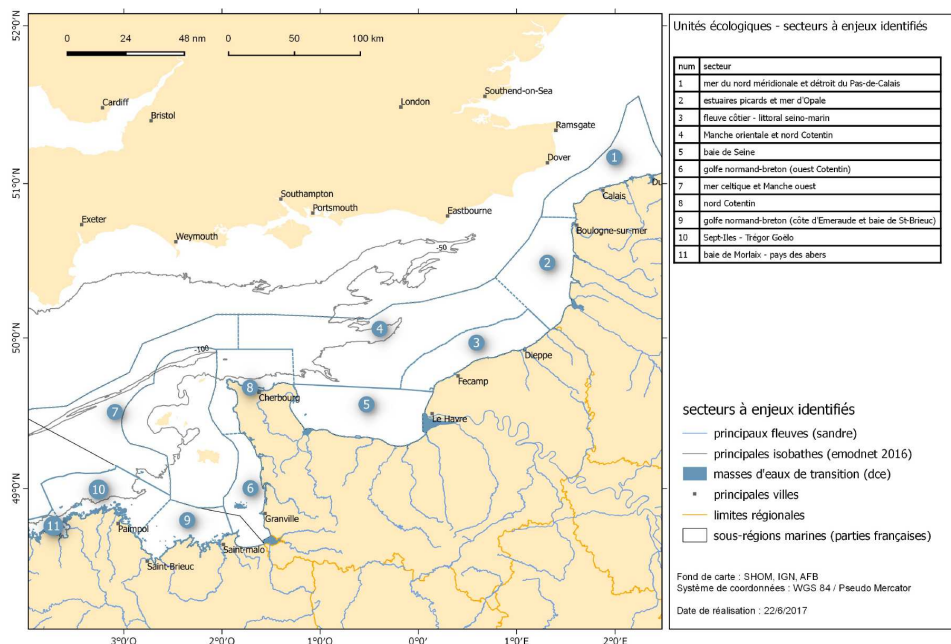 52°0'N
51°0'N
50°0'N
49°0'N
0 24 48 nm
0 50 100 km
Cardiff
Bristol
London
Southend-on-Sea
Ramsgate
Dover
Southampton
Portsmouth
Eastbourne
Exeter
Weymouth
Calais
Du
Boulogne-sur-mer
-50
-100
Dieppe
Fecamp
Cherbourg
Le Havre
Granville
Paimpol
Saint-malo
Saint-Brieuc
1
2
3
4
5
6
7
8
9
10
11
3°0'O
2°0'O
1°0'O
0°0'
1°E0'O
2°E
Unités écologiques - secteurs à enjeux identifiés
num secteur
1 mer du nord méridionale et détroit du Pas-de-Calais
2 estuaires picards et mer d'Opale
3 fleuve côtier - littoral seino-marin
4 Manche orientale et nord Cotentin
5 baie de Seine
6 golfe normand-breton (ouest Cotentin)
7 mer celtique et Manche ouest
8 nord Cotentin
9 golfe normand-breton (côte d'Emeraude et baie de St-Brieuc)
10 Sept-Iles - Trégor Goëlo
11 baie de Morlaix - pays des abers
secteurs à enjeux identifiés
principaux fleuves (sandre)
principales isobathes (emodnet 2016)
masses d'eaux de transition (dce)
principales villes
limites régionales
sous-régions marines (parties françaises)
Fond de carte : SHOM, IGN, AFB
Système de coordonnées : WGS 84 / Pseudo Mercator
Date de réalisation : 22/6/2017